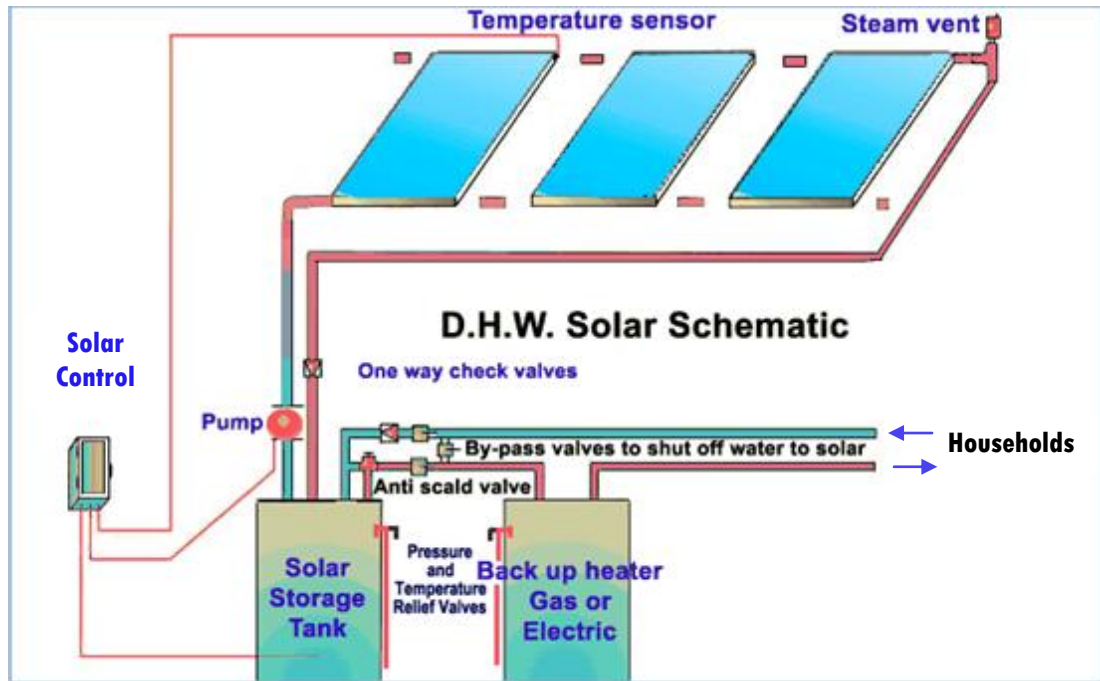 Temperature sensor
Steam vent
D.H.W. Solar Schematic
Solar
Control
One way check valves
Pump
By-pass valves to shut off water to solar
Households
Anti scald valve
Pressure
and
Temperature
Relief Valves
Solar
Storage
Tank
Back up heater
Gas or
Electric